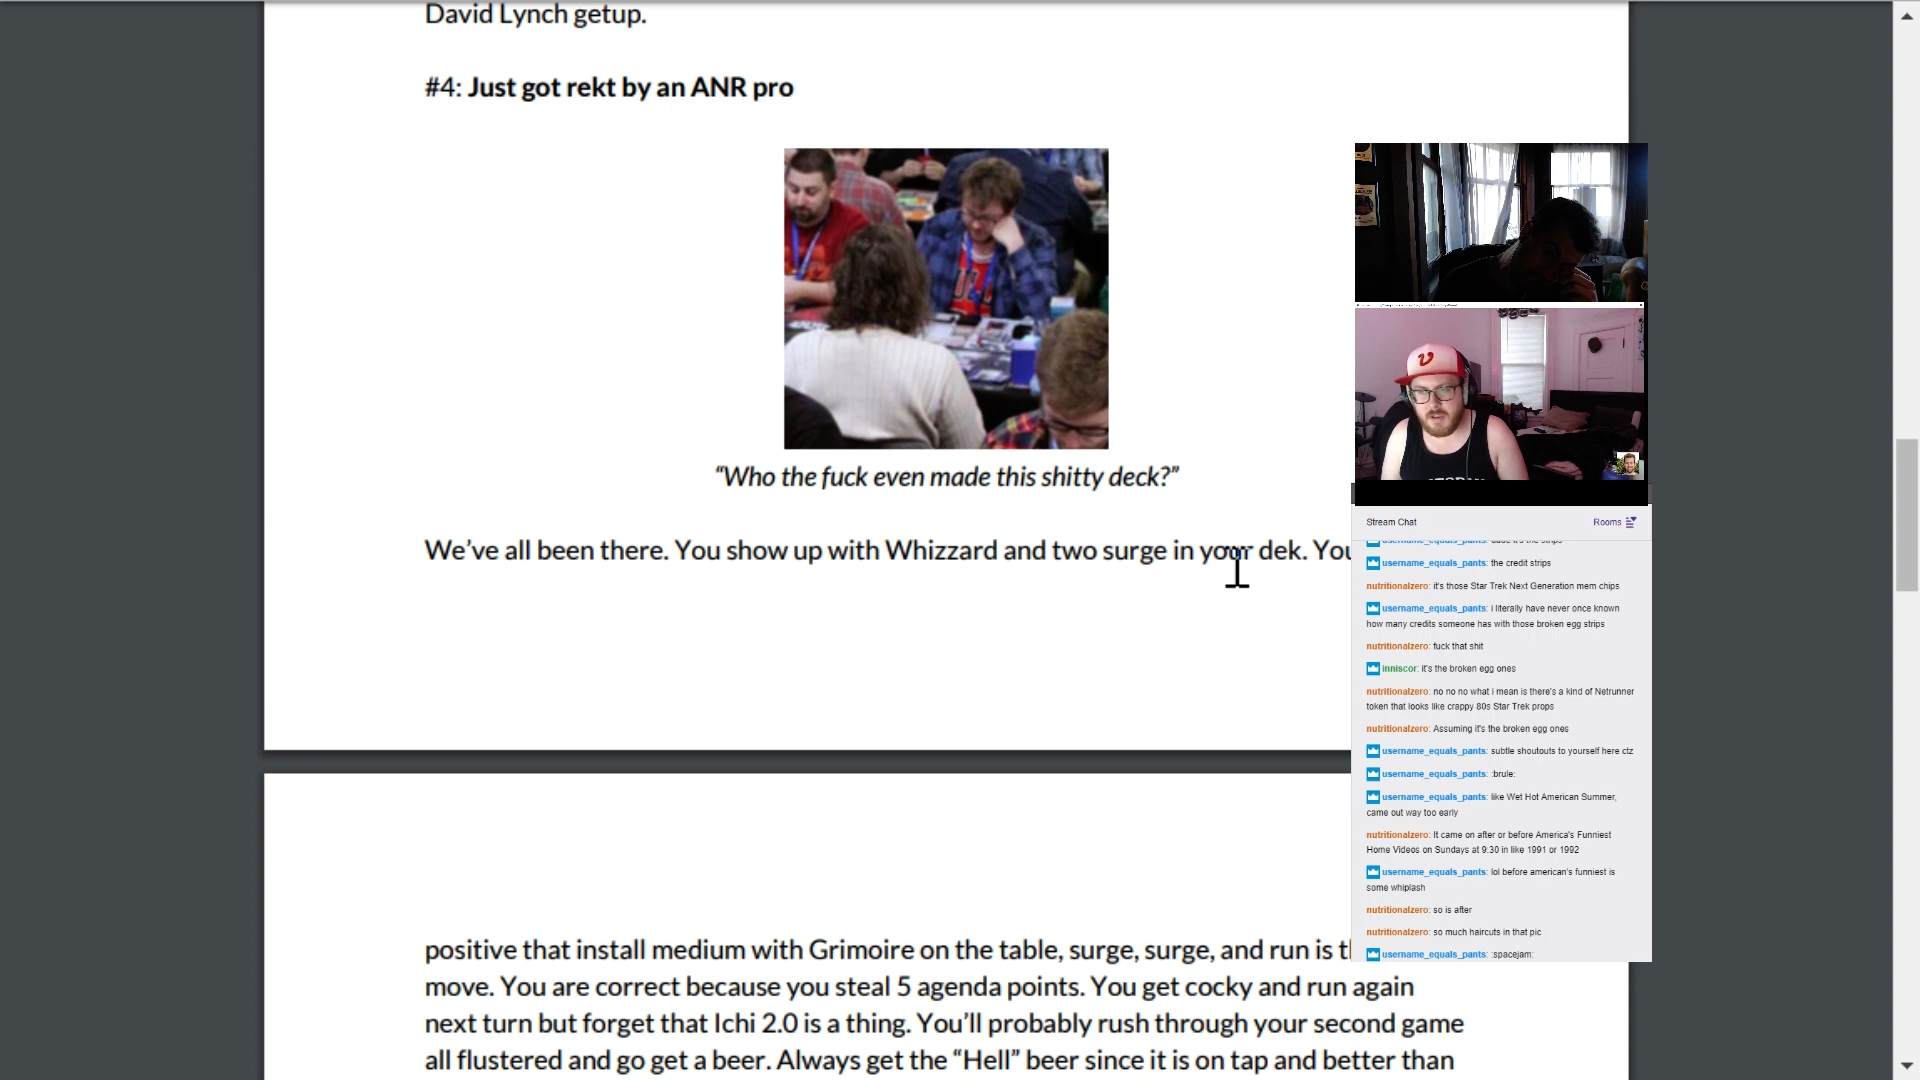 David Lynch getup.
#4: Just got rekt by an ANR pro
“Who the fuck even made this shitty deck?”
We’ve all been there. You show up with Whizzard and two surge in your dek. You
positive that install medium with Grimoire on the table, surge, surge, and run is
move. You are correct because you steal 5 agenda points. You get cocky and run again
next turn but forget that Ichi 2.0 is a thing. You’ll probably rush through your second game
all flustered and go get a beer. Always get the “Hell” beer since it is on tap and better than
Stream Chat
Rooms
username_equals_pants: dude it's the strips
username_equals_pants: the credit strips
nutritionalzero: it's those Star Trek Next Generation mem chips
username_equals_pants: i literally have never once known
how many credits someone has with those broken egg strips
nutritionalzero: fuck that shit
inniscor: it's the broken egg ones
nutritionalzero: no no no what i mean is there's a kind of Netrunner
token that looks like crappy 80s Star Trek props
nutritionalzero: Assuming it's the broken egg ones
username_equals_pants: subtle shoutouts to yourself here ctz
username_equals_pants: :brule:
username_equals_pants: like Wet Hot American Summer,
came out way too early
nutritionalzero: It came on after or before America's Funniest
Home Videos on Sundays at 9:30 in like 1991 or 1992
username_equals_pants: lol before american's funniest is
some whiplash
nutritionalzero: so is after
nutritionalzero: so much haircuts in that pic
username_equals_pants: :spacejam: